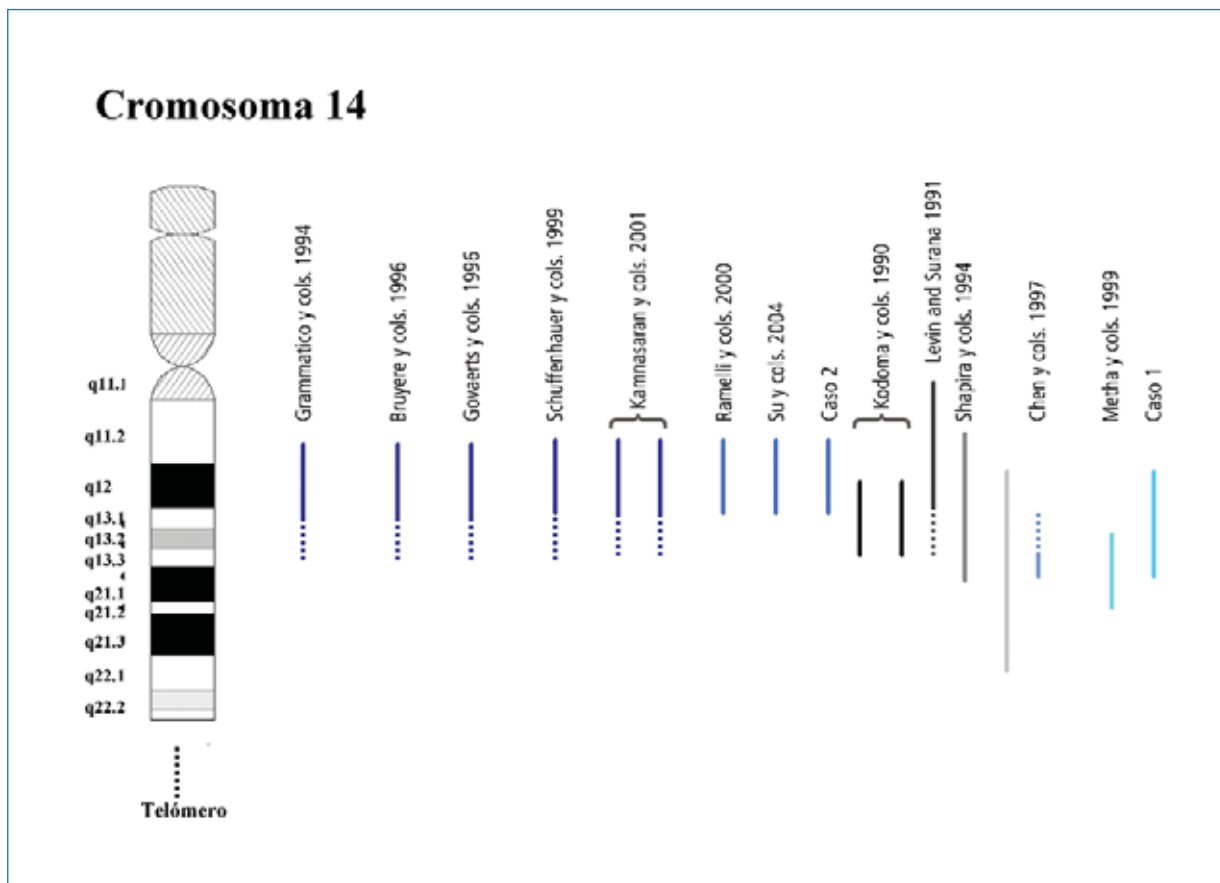 Cromosoma 14
q11.1
q11.2
q12
q13.1
q13.2
q13.3
q21.1
q21.2
q21.3
q22.1
q22.2
Telómero
Grammatico y cols. 1994
Bruyere y cols. 1996
Govaerts y cols. 1995
Schuffenhauer y cols. 1999
Kamnasaran y cols. 2001
Ramelli y cols. 2000
Su y cols. 2004
Caso 2
Kodoma y cols. 1990
Levin and Surana 1991
Shapira y cols. 1994
Chen y cols. 1997
Metha y cols. 1999
Caso 1